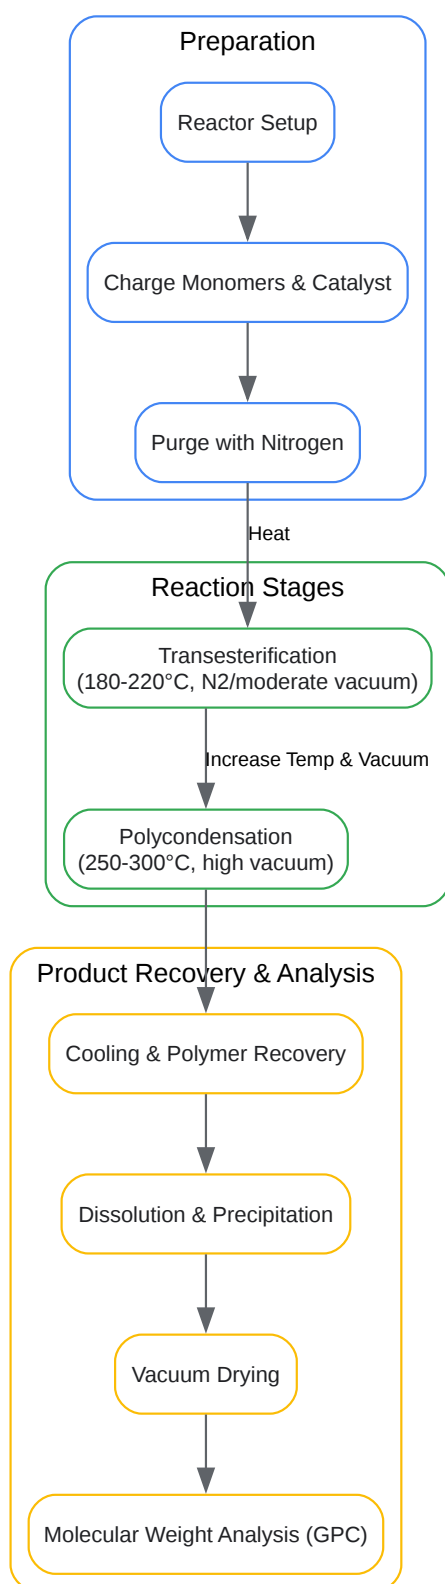 Preparation
Reactor Setup
Charge Monomers & Catalyst
Purge with Nitrogen
Heat
Reaction Stages
Transesterification
(180-220°C, N2/moderate vacuum)
Increase Temp & Vacuum
Polycondensation
(250-300°C, high vacuum)
Product Recovery & Analysis
Cooling & Polymer Recovery
Dissolution & Precipitation
Vacuum Drying
Molecular Weight Analysis (GPC)